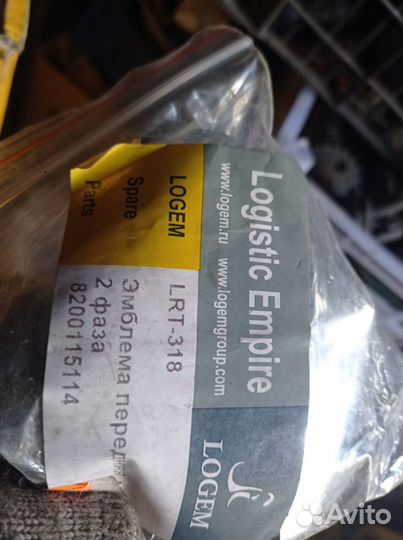 Logistic Empire
www.logem.ru www.logemgroup.com
LOGEM
LOGEM
Spare
Parts
LRT-318
Эмблема передняя
2 фаза
8200115114
Avito